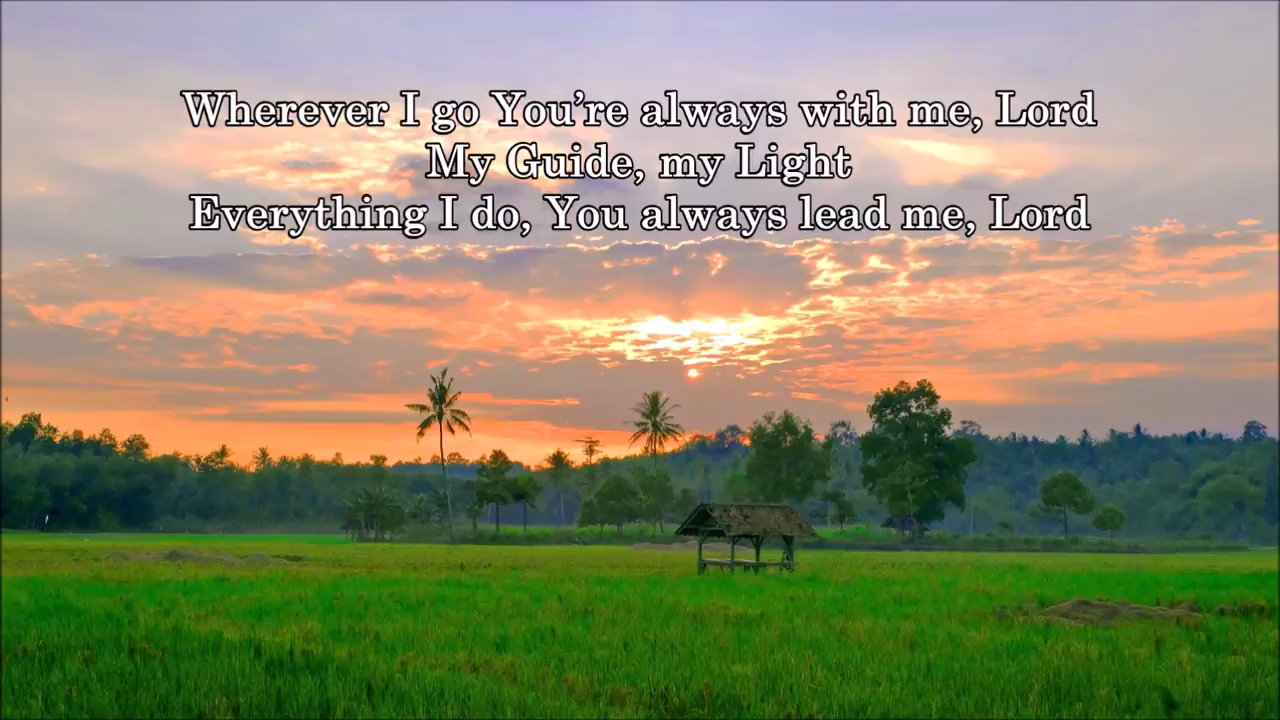 Wherever I go You’re always with me, Lord
My Guide, my Light
Everything I do, You always lead me, Lord